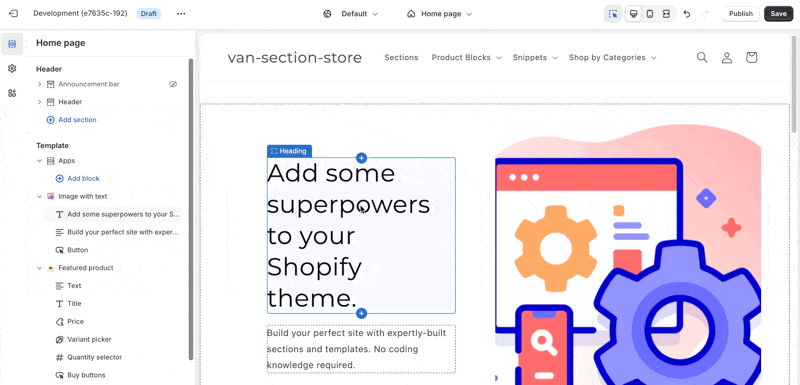 Development (e7635c-192) Draft ... Default Home page Publish Save
Home page
Header
Announcement bar
Header
Add section
Template
Apps
Add block
Image with text
Add some superpowers to your S...
Build your perfect site with exper...
Button
Featured product
Text
Title
Price
Variant picker
Quantity selector
Buy buttons
van-section-store Sections Product Blocks Snippets Shop by Categories
Heading
Add some
superpowers
to your
Shopify
theme.
Build your perfect site with expertly-built
sections and templates. No coding
knowledge required.